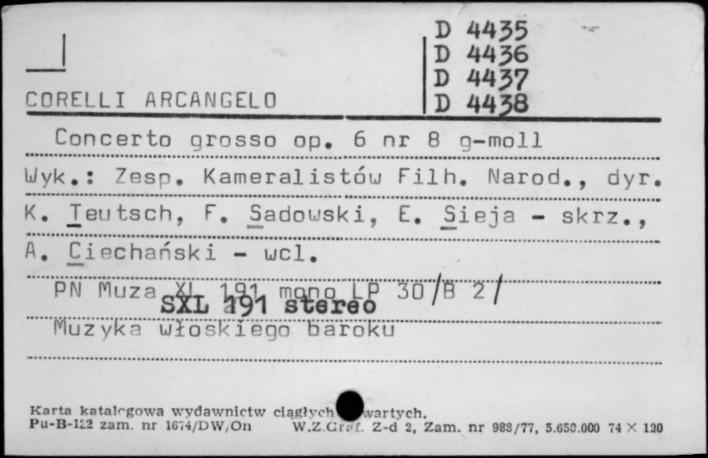 D 4435
D 4436
D 4437
D 4438
CORELLI ARCANGELO
Concerto grosso op. 6 nr 8 g-moll
Wyk.: Zesp. Kameralistów Filh. Narod., dyr.
K. Teutsch, F. Sadowski, E. Sieja - skrz.,
A. Ciechański - wcl.
PN Muza XL 191 mono LP 30/B 2/
SXL 191 stereo
Muzyka włoskiego baroku
Karta katalogowa wydawnictw ciągłych wartych.
Pu-B-122 zam. nr 1674/DW/On W.Z.Graf. Z-d 2, Zam. nr 988/77, 5.650.000 74 × 120